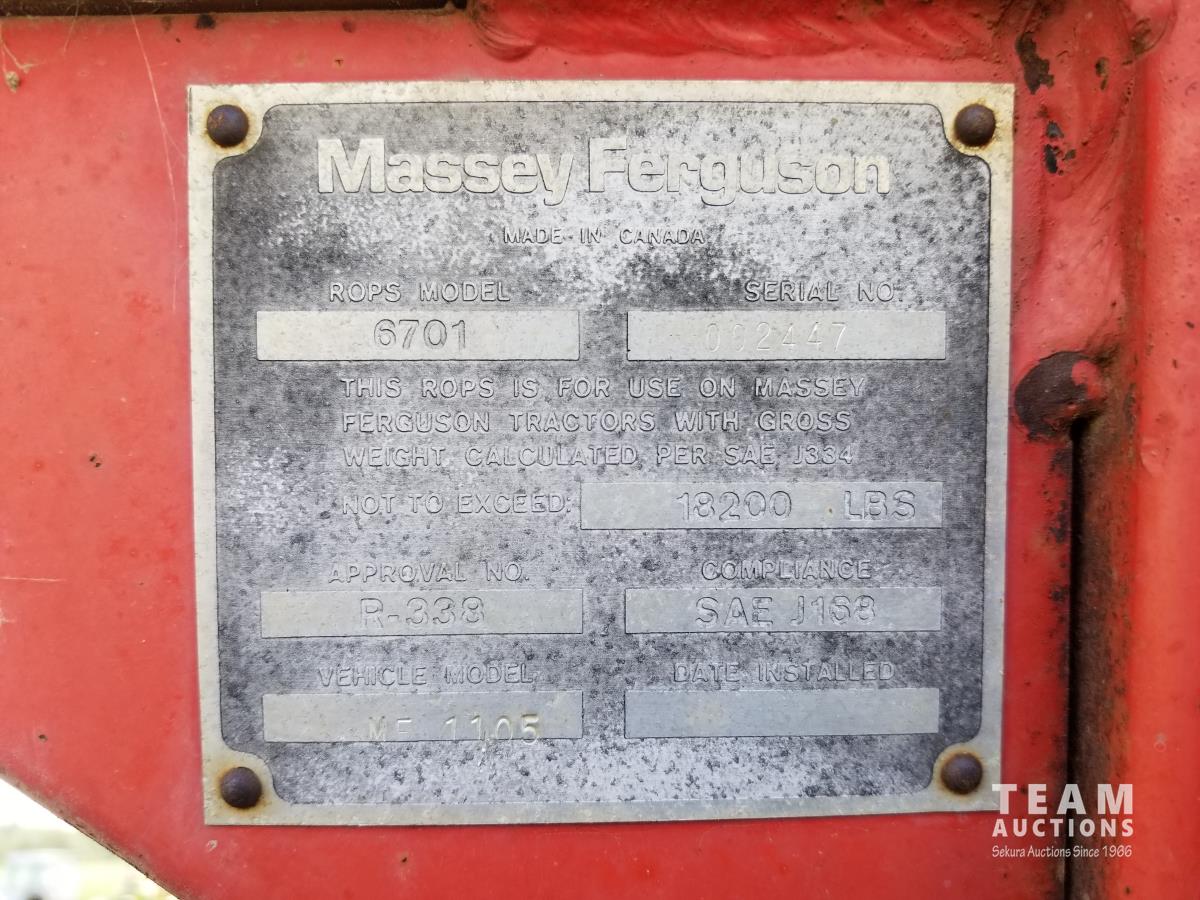 Massey Ferguson
MADE IN CANADA
ROPS MODEL SERIAL NO.
6701 002447
THIS ROPS IS FOR USE ON MASSEY
FERGUSON TRACTORS WITH GROSS
WEIGHT CALCULATED PER SAE J334
NOT TO EXCEED: 18200 LBS
APPROVAL NO. COMPLIANCE
R-338 SAE J168
VEHICLE MODEL DATE INSTALLED
MF 1105
TEAM
AUCTIONS
Sekura Auctions Since 1966